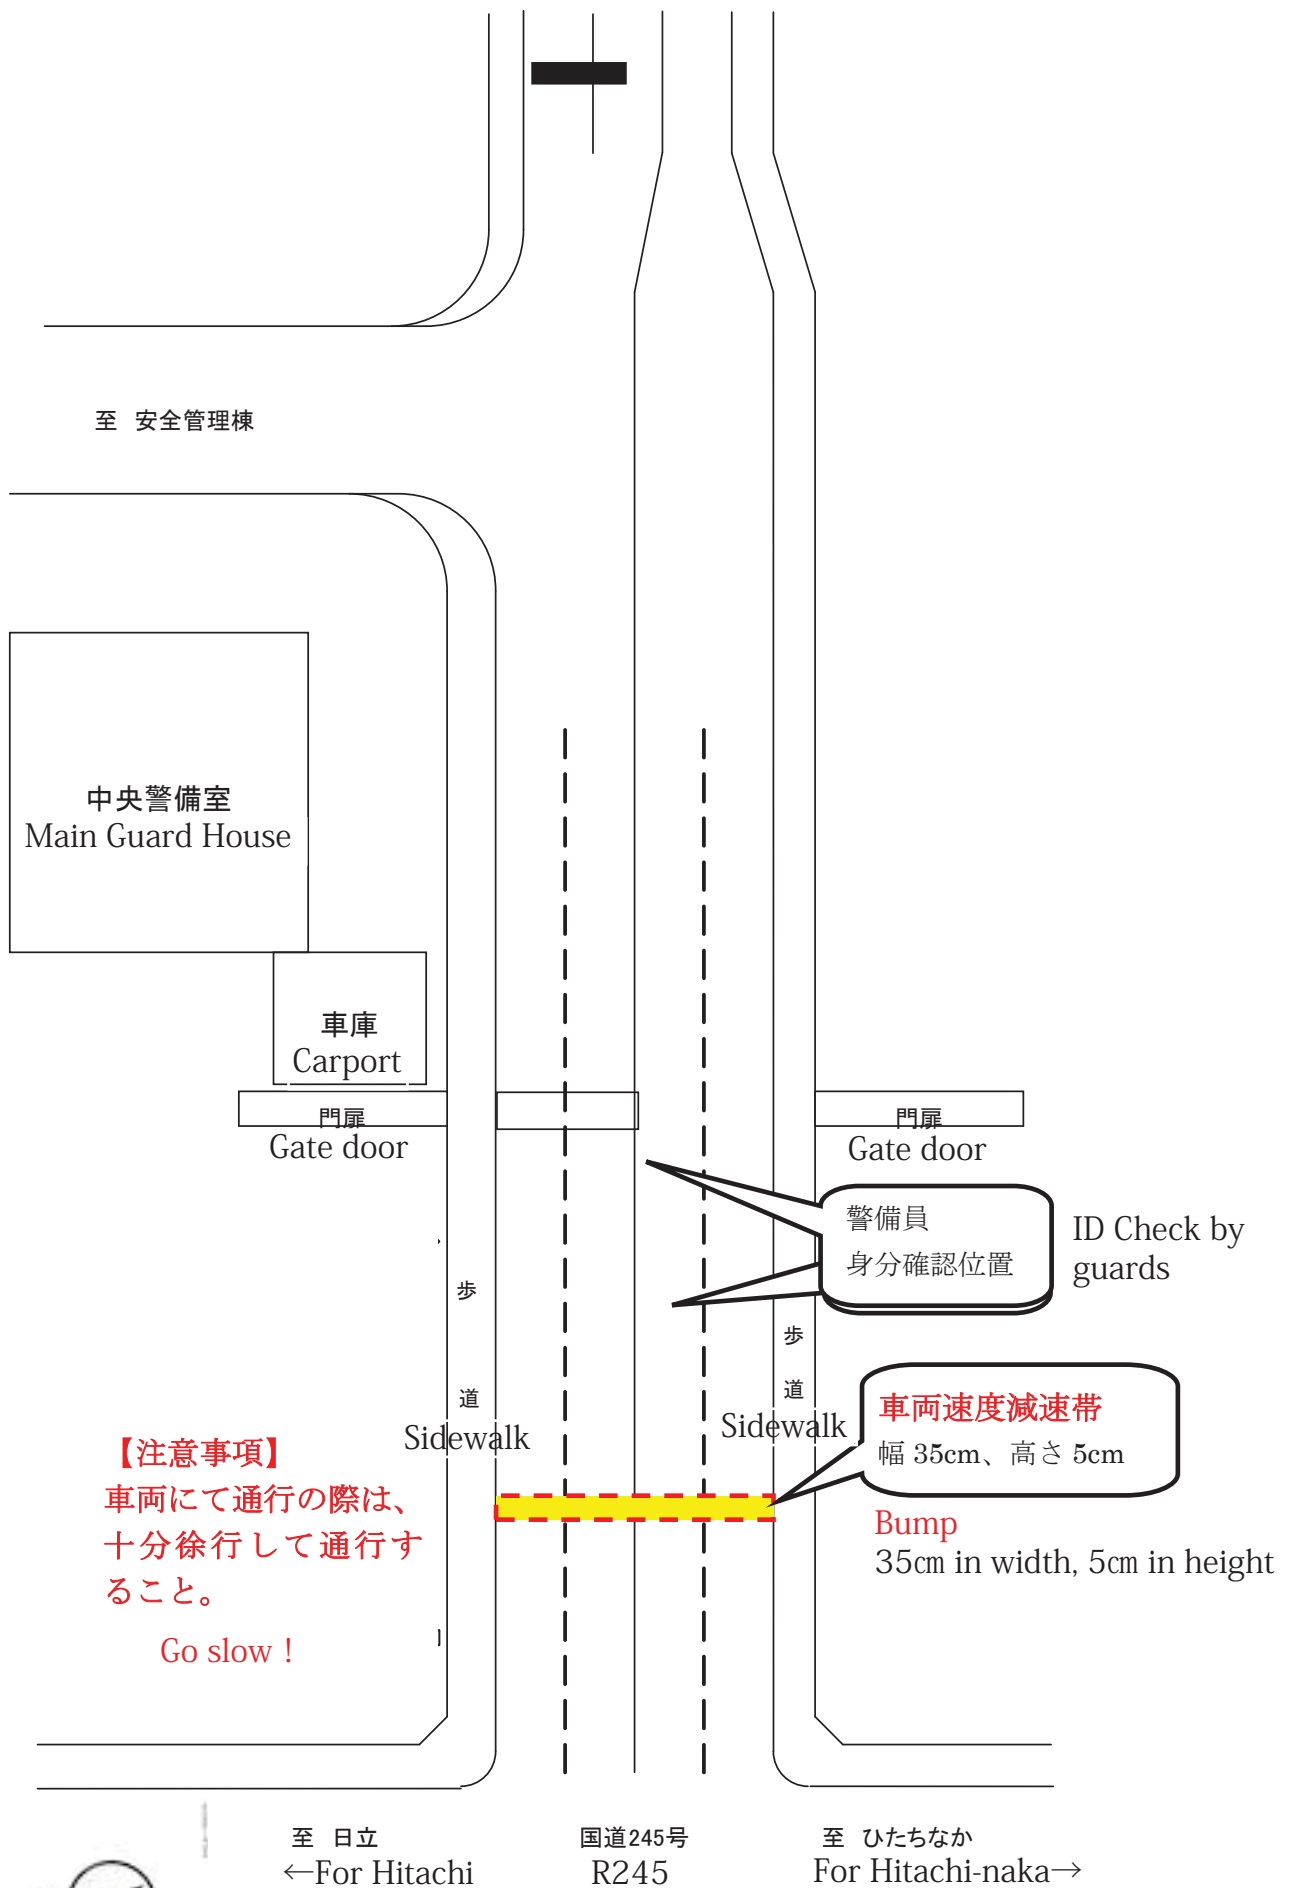 至 安全管理棟
中央警備室
Main Guard House
車庫
Carport
門扉
Gate door
門扉
Gate door
警備員
身分確認位置
ID Check by
guards
歩
道
Sidewalk
歩
道
Sidewalk
車両速度減速帯
幅 35cm、高さ 5cm
Bump
35㎝ in width, 5㎝ in height
【注意事項】
車両にて通行の際は、
十分徐行して通行す
ること。
Go slow !
至 日立
←For Hitachi
国道245号
R245
至 ひたちなか
For Hitachi-naka→